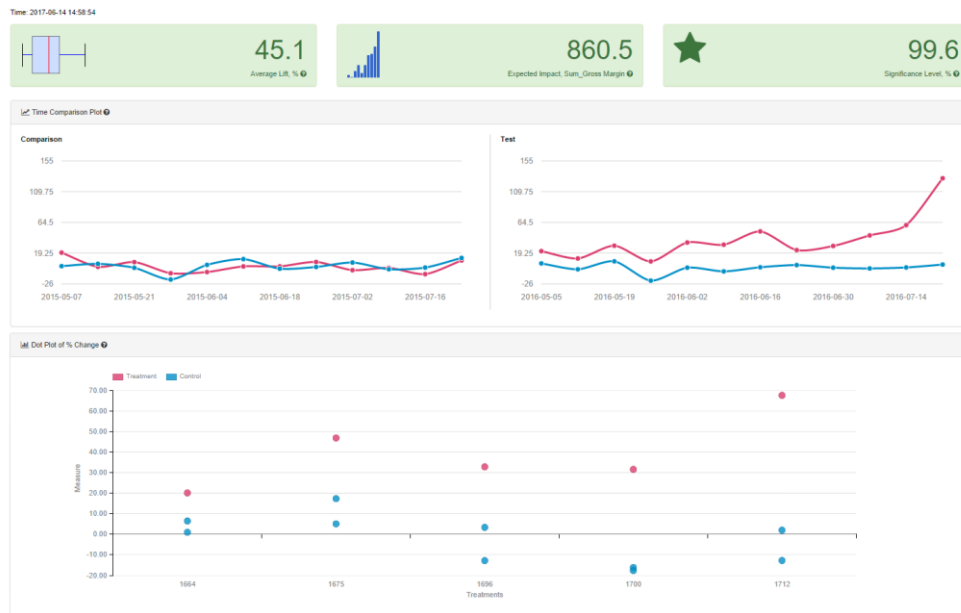 Time: 2017-06-14 14:58:54
45.1
Average Lift, %
860.5
Expected Impact, Sum_Gross Margin
99.6
Significance Level, %
Time Comparison Plot
Comparison
155
109.75
64.5
19.25
-26
2015-05-07 2015-05-21 2015-06-04 2015-06-18 2015-07-02 2015-07-16
Test
155
109.75
64.5
19.25
-26
2016-05-05 2016-05-19 2016-06-02 2016-06-16 2016-06-30 2016-07-14
Dot Plot of % Change
Treatment Control
70.00
60.00
50.00
40.00
30.00
20.00
10.00
0.00
-10.00
-20.00
Measure
1664 1675 1696 1700 1712
Treatments